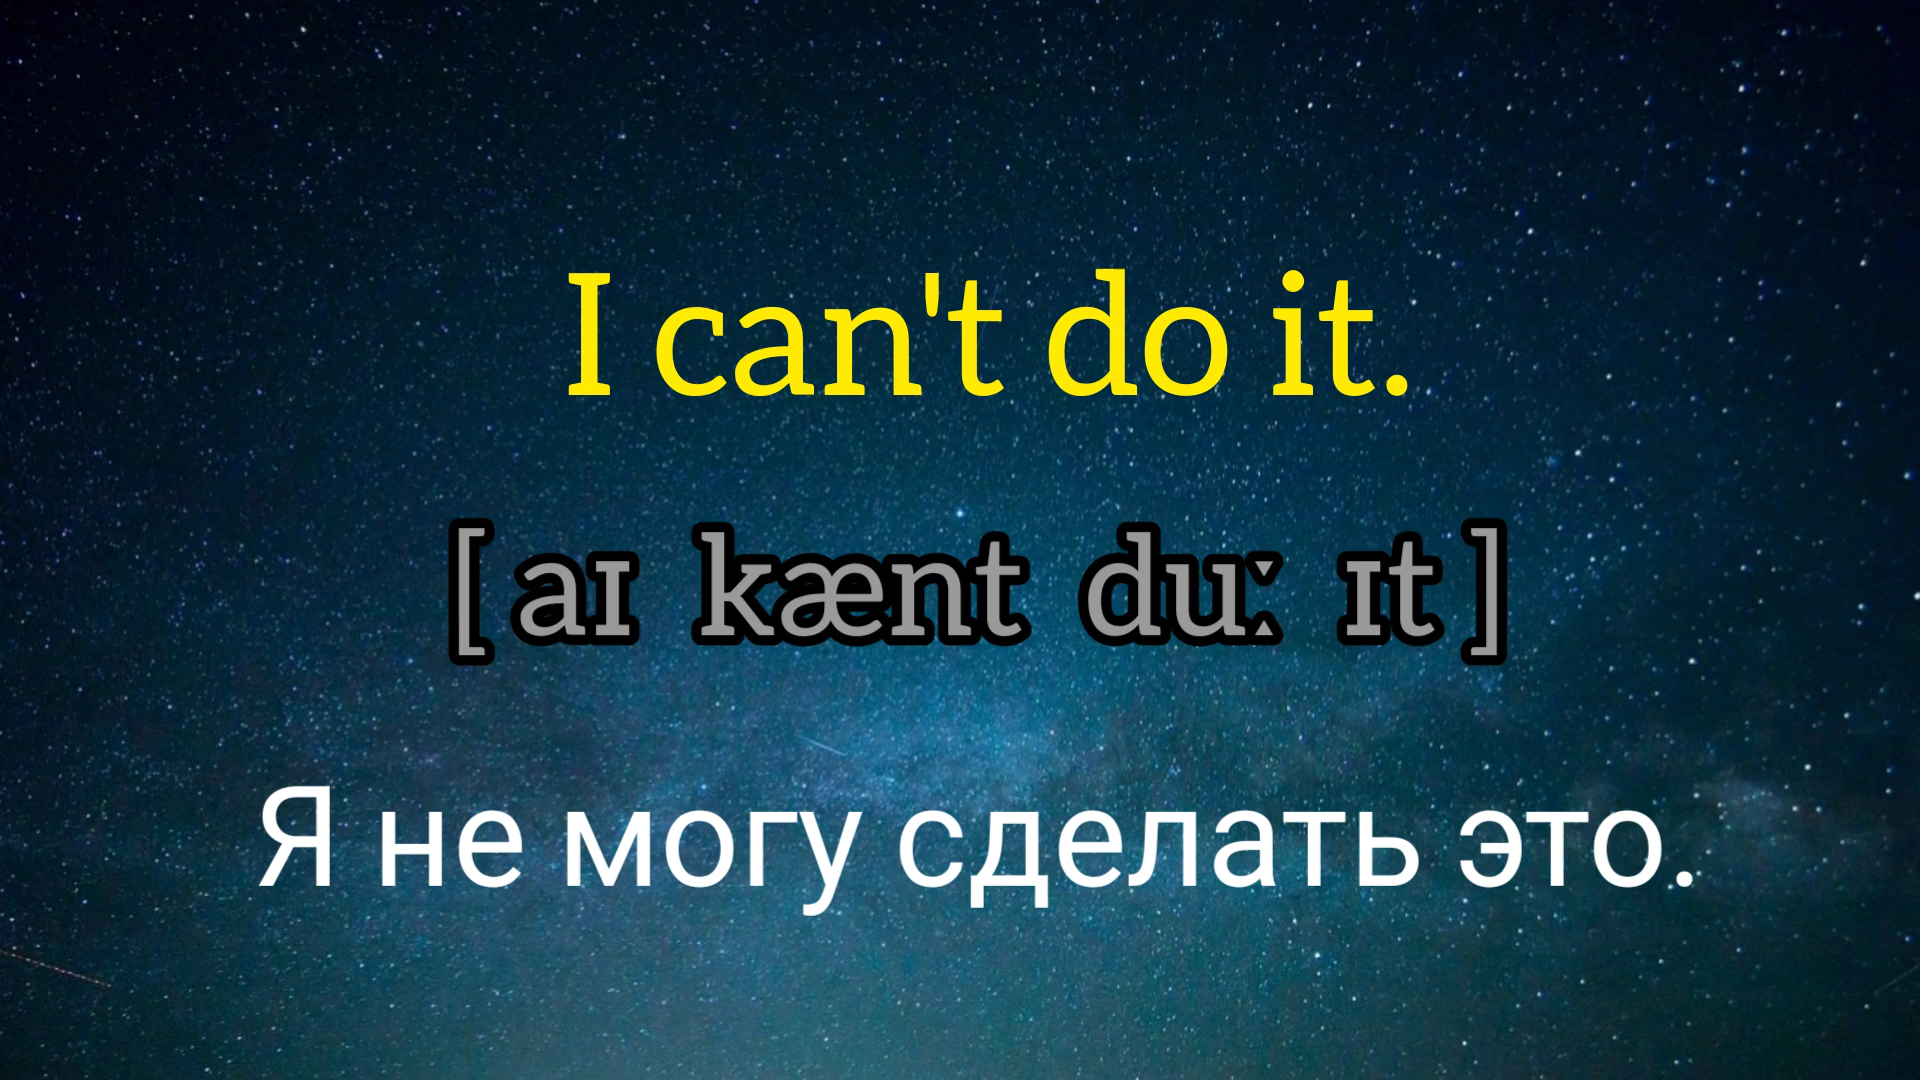 I can't do it.
[ aɪ kænt duː ɪt ]
Я не могу сделать это.